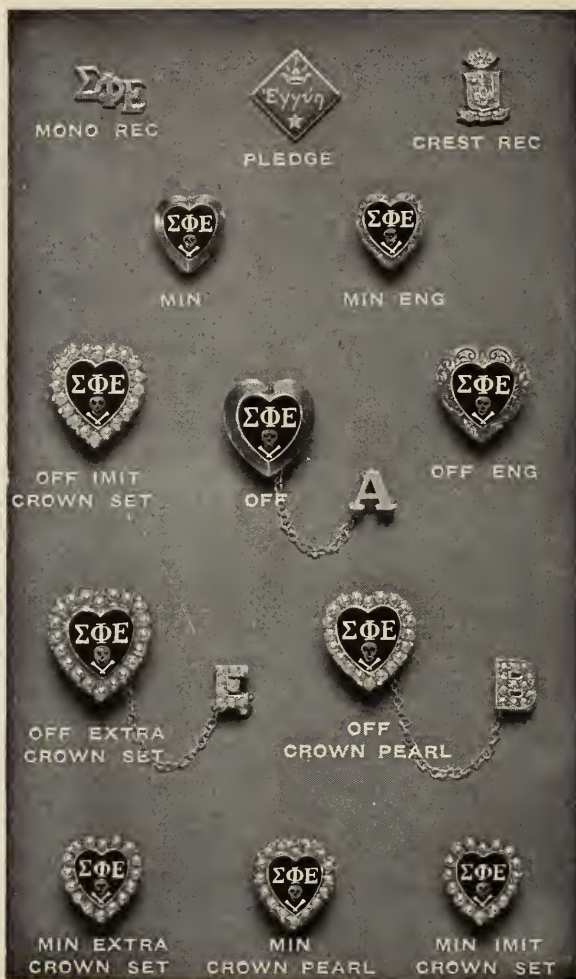 ΣΦΕ
MONO REC
Ἐγγύη
PLEDGE
CREST REC
ΣΦΕ
MIN
ΣΦΕ
MIN ENG
ΣΦΕ
OFF IMIT
CROWN SET
ΣΦΕ
OFF
A
ΣΦΕ
OFF ENG
ΣΦΕ
OFF EXTRA
CROWN SET
E
ΣΦΕ
OFF
CROWN PEARL
B
ΣΦΕ
MIN EXTRA
CROWN SET
ΣΦΕ
MIN
CROWN PEARL
ΣΦΕ
MIN IMIT
CROWN SET